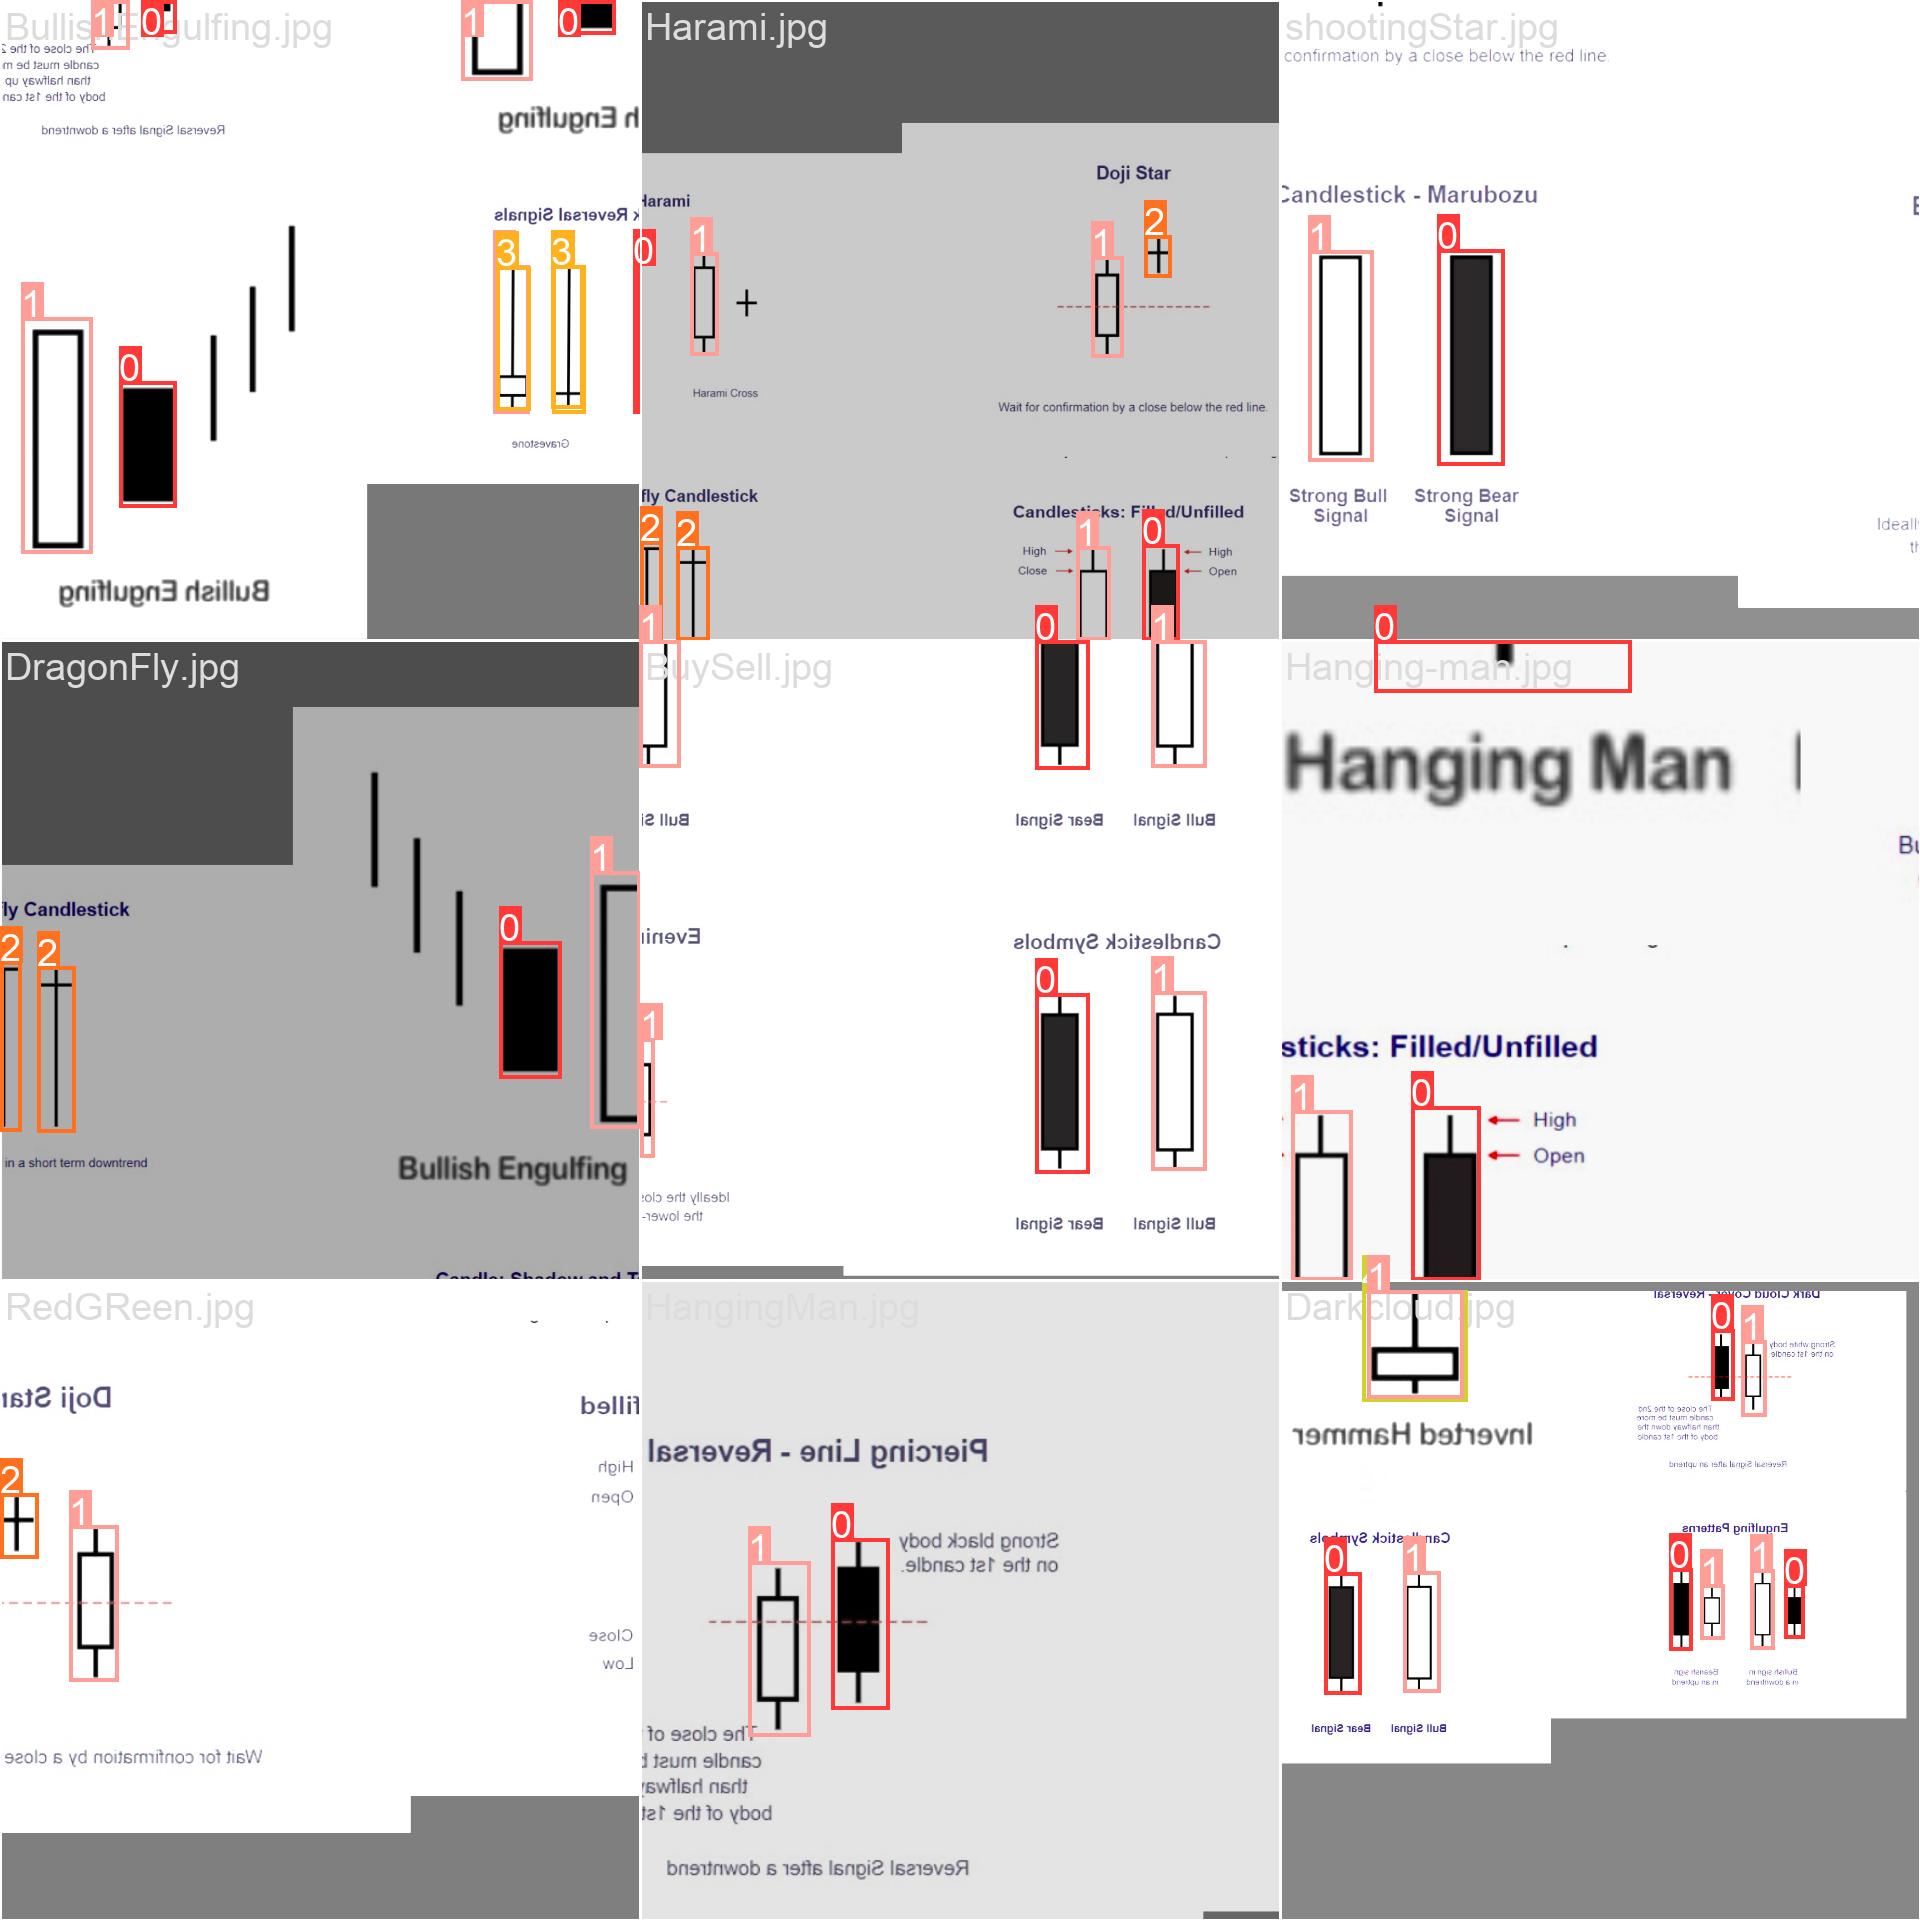 BullishEngulfing.jpg
1
0
1
0
The close of the 2
candle must be m
than halfway up
body of the 1st can
Reversal Signal after a downtrend
h Engulfing
k Reversal Signals
3
3
0
Gravestone
1
0
Bullish Engulfing
Harami.jpg
Doji Star
Harami
1
1
2
Harami Cross
Wait for confirmation by a close below the red line.
fly Candlestick
Candlesticks: Filled/Unfilled
2
2
1
0
High
High
Close
Open
1
0
1
shootingStar.jpg
confirmation by a close below the red line.
Candlestick - Marubozu
1
0
Strong Bull
Signal
Strong Bear
Signal
Ideall
th
DragonFly.jpg
1
0
fly Candlestick
2
2
in a short term downtrend
Bullish Engulfing
Candle: Shadow and T
BuySell.jpg
Bull Si
Bear Signal
Bull Signal
Evenin
Candlestick Symbols
0
1
1
Ideally the clos
the lower-
Bear Signal
Bull Signal
0
Hanging-man.jpg
Hanging Man
Bu
sticks: Filled/Unfilled
1
0
High
Open
RedGReen.jpg
Doji Star
filled
High
Open
2
1
Close
Low
Wait for confirmation by a close
HangingMan.jpg
Piercing Line - Reversal
1
0
Strong black body
on the 1st candle.
The close of
candle must b
than halfway
body of the 1st
Reversal Signal after a downtrend
1
Darkcloud.jpg
Dark Cloud Cover - Reversal
0
1
Strong white body
on the 1st candle
Inverted Hammer
The close of the 2nd
candle must be more
than halfway down the
body of the 1st candle
Reversal Signal after an uptrend
Candlestick Symbols
Engulfing Patterns
0
1
0
1
1
0
Bearish sign
in an uptrend
Bullish sign in
in a downtrend
Bear Signal
Bull Signal